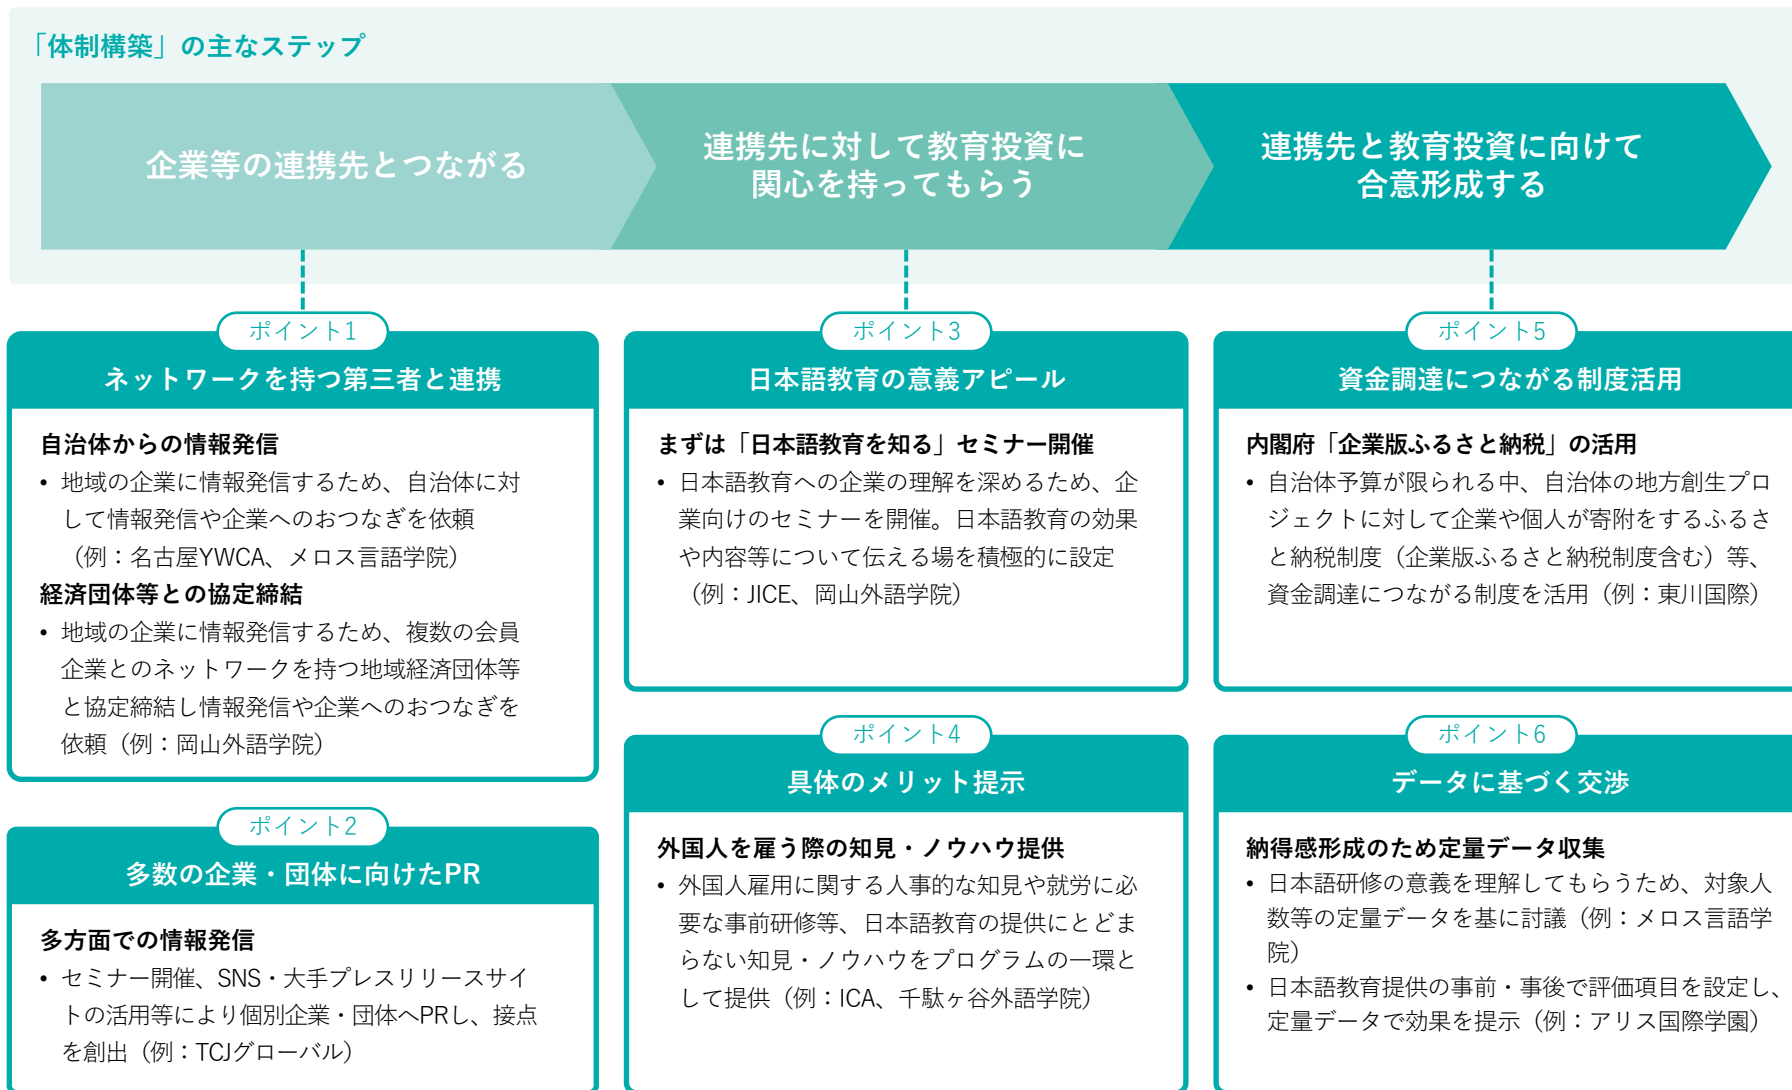 「体制構築」の主なステップ
企業等の連携先とつながる
連携先に対して教育投資に
関心を持ってもらう
連携先と教育投資に向けて
合意形成する
ポイント1
ネットワークを持つ第三者と連携
自治体からの情報発信
• 地域の企業に情報発信するため、自治体に対
して情報発信や企業へのおつなぎを依頼
（例：名古屋YWCA、メロス言語学院）
経済団体等との協定締結
• 地域の企業に情報発信するため、複数の会員
企業とのネットワークを持つ地域経済団体等
と協定締結し情報発信や企業へのおつなぎを
依頼（例：岡山外語学院）
ポイント2
多数の企業・団体に向けたPR
多方面での情報発信
• セミナー開催、SNS・大手プレスリリースサイ
トの活用等により個別企業・団体へPRし、接点
を創出（例：TCJグローバル）
ポイント3
日本語教育の意義アピール
まずは「日本語教育を知る」セミナー開催
• 日本語教育への企業の理解を深めるため、企
業向けのセミナーを開催。日本語教育の効果
や内容等について伝える場を積極的に設定
（例：JICE、岡山外語学院）
ポイント4
具体のメリット提示
外国人を雇う際の知見・ノウハウ提供
• 外国人雇用に関する人事的な知見や就労に必
要な事前研修等、日本語教育の提供にとどま
らない知見・ノウハウをプログラムの一環と
して提供（例：ICA、千駄ヶ谷外語学院）
ポイント5
資金調達につながる制度活用
内閣府「企業版ふるさと納税」の活用
• 自治体予算が限られる中、自治体の地方創生プロ
ジェクトに対して企業や個人が寄附をするふるさ
と納税制度（企業版ふるさと納税制度含む）等、
資金調達につながる制度を活用（例：東川国際）
ポイント6
データに基づく交渉
納得感形成のため定量データ収集
• 日本語研修の意義を理解してもらうため、対象人
数等の定量データを基に討議（例：メロス言語学
院）
• 日本語教育提供の事前・事後で評価項目を設定し、
定量データで効果を提示（例：アリス国際学園）